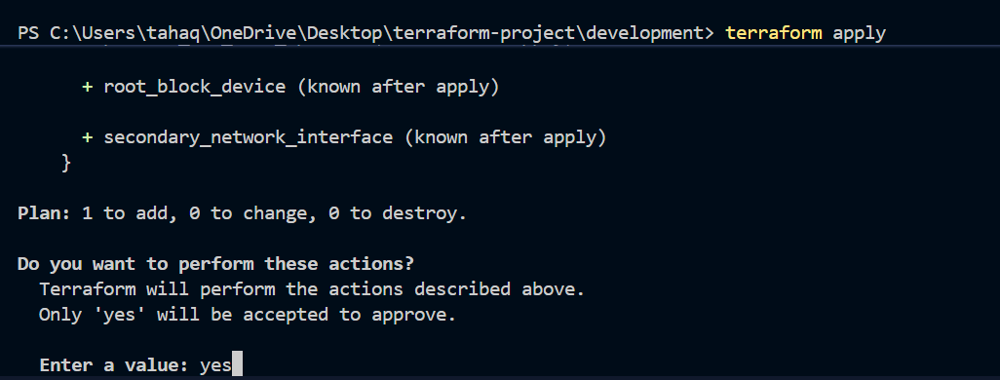 PS C:\Users\tahaq\OneDrive\Desktop\terraform-project\development> terraform apply
+ root_block_device (known after apply)
+ secondary_network_interface (known after apply)
}
Plan: 1 to add, 0 to change, 0 to destroy.
Do you want to perform these actions?
Terraform will perform the actions described above.
Only 'yes' will be accepted to approve.
Enter a value: yes